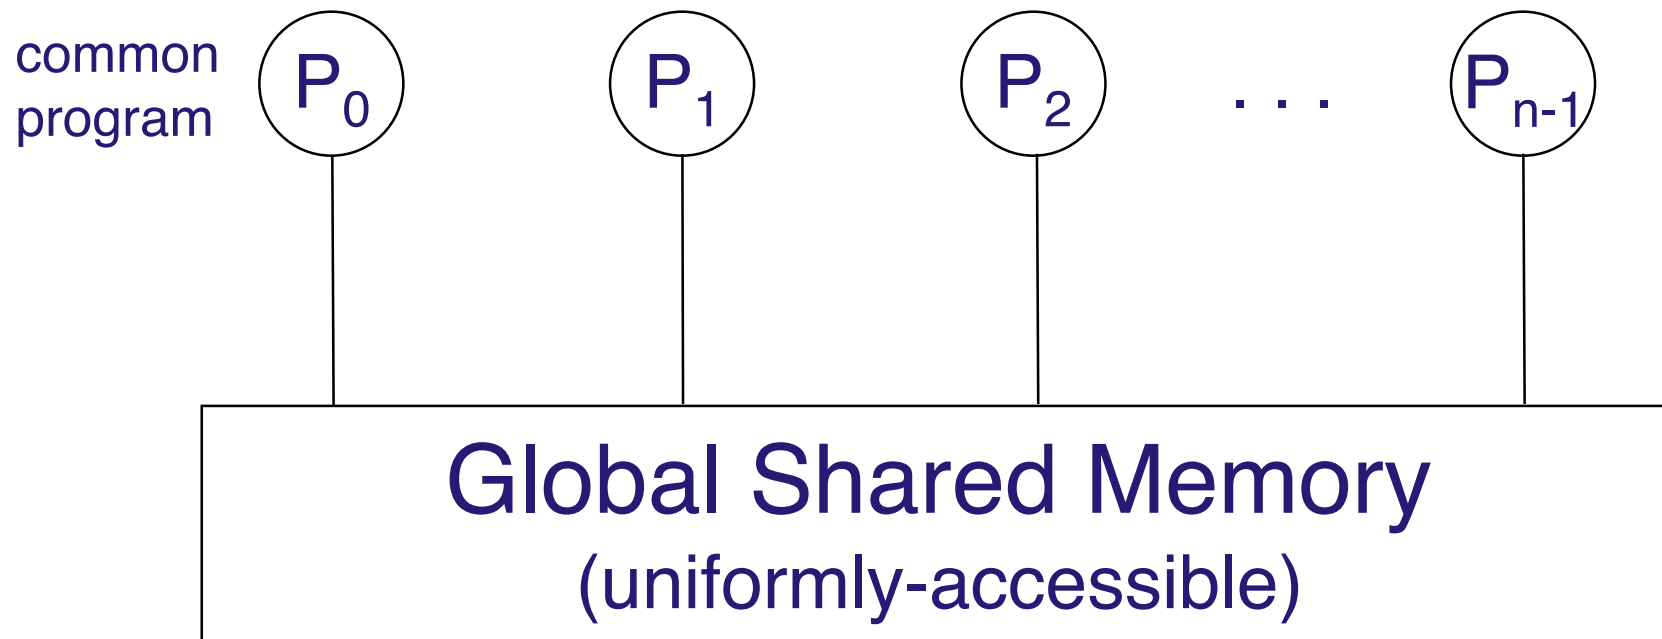 common
program
P₀
P₁
P₂
. . .
Pₙ₋₁
Global Shared Memory
(uniformly-accessible)